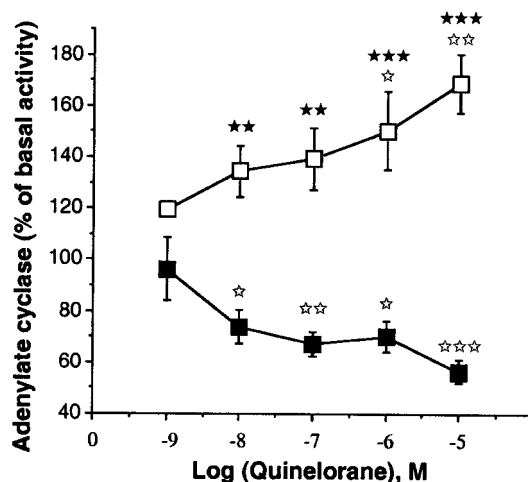 Adenylate cyclase (% of basal activity)
180
160
140
120
100
80
60
40
0 -9 -8 -7 -6 -5
Log (Quinelorane), M